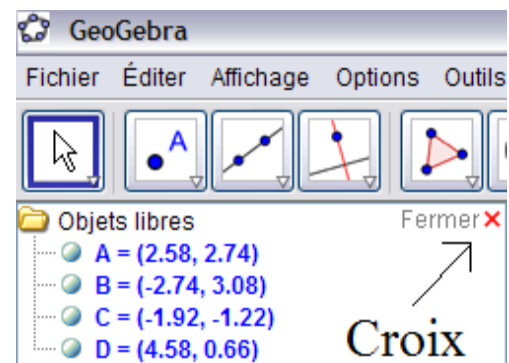 GeoGebra
Fichier Éditer Affichage Options Outils
A
Objets libres Fermer
A = (2.58, 2.74)
B = (-2.74, 3.08)
C = (-1.92, -1.22)
D = (4.58, 0.66)
Croix